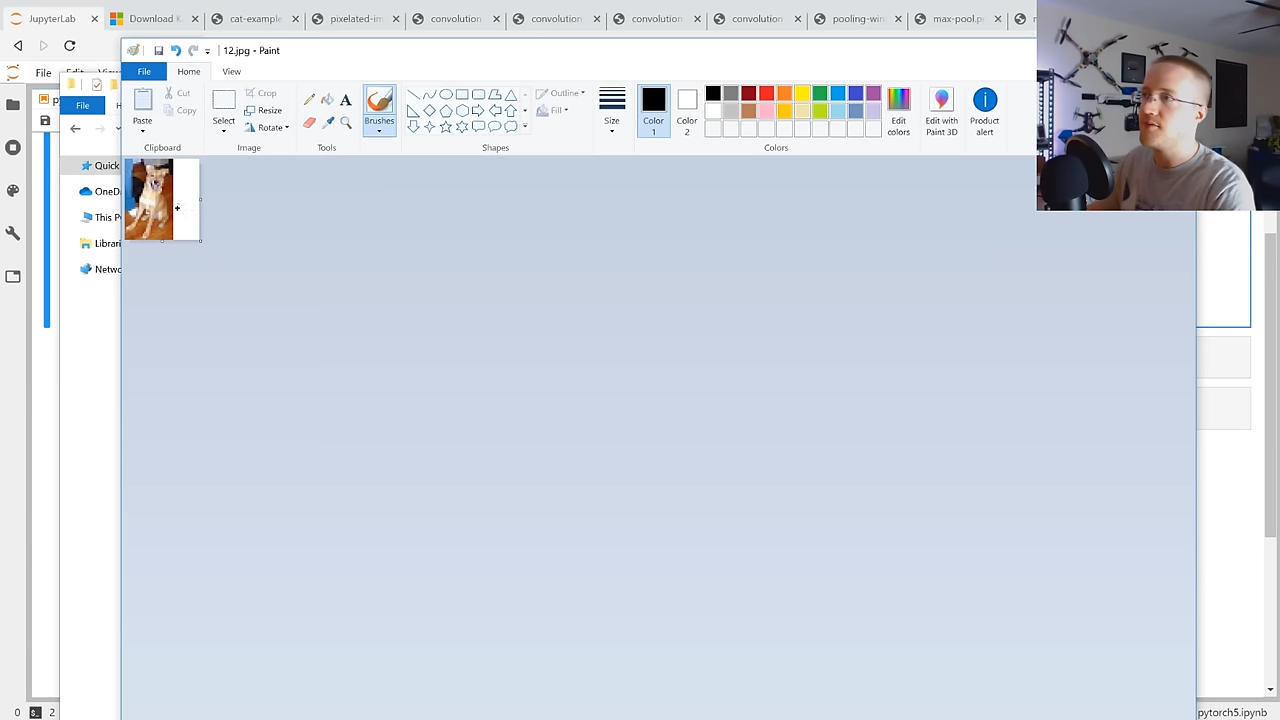 JupyterLab
Download K
cat-example
pixelated-im
convolution
convolution
convolution
convolution
pooling-win
max-pool.p
12.jpg - Paint
File
File
Home
View
File
Paste
Cut
Copy
Clipboard
Select
Crop
Resize
Rotate
Image
A
Tools
Brushes
Shapes
Outline
Fill
Size
Color 1
Color 2
Colors
Edit colors
Edit with Paint 3D
Product alert
Quick
OneD
This P
Librari
Netwo
0
2
pytorch5.ipynb